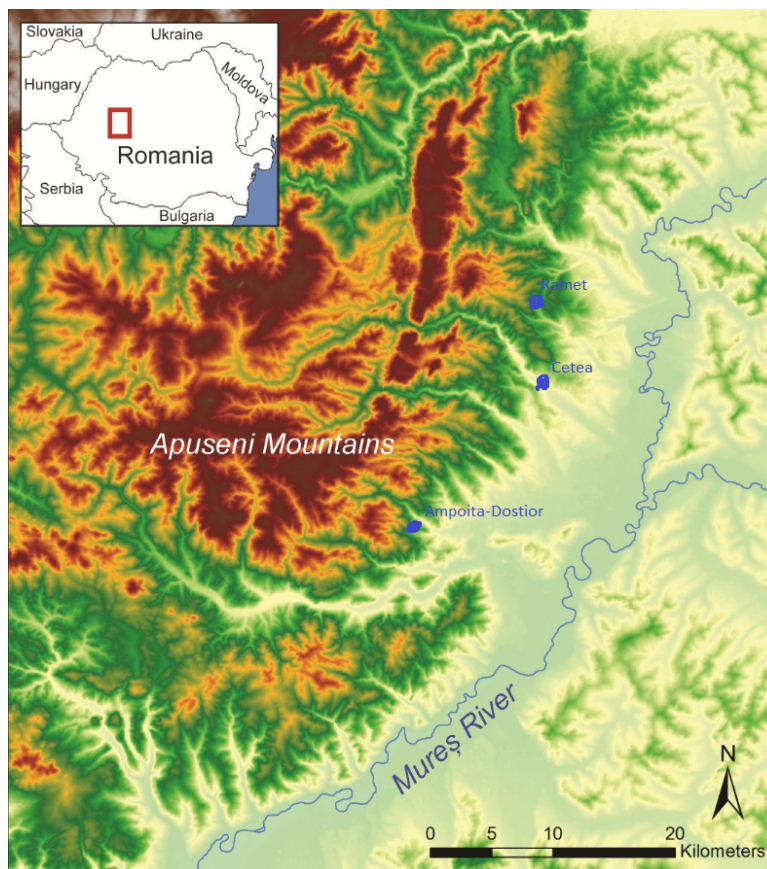 Slovakia
Ukraine
Hungary
Moldova
Romania
Serbia
Bulgaria
Ramet
Cetea
Apuseni Mountains
Ampoita-Dostior
Mureș River
N
0 5 10 20
Kilometers